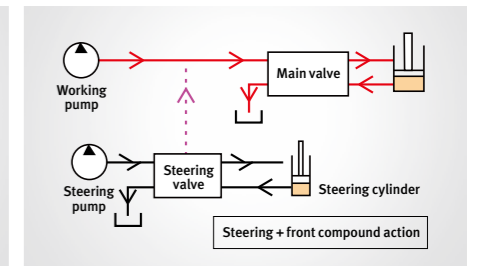 Working
pump
Main valve
Steering
pump
Steering
valve
Steering cylinder
Steering + front compound action